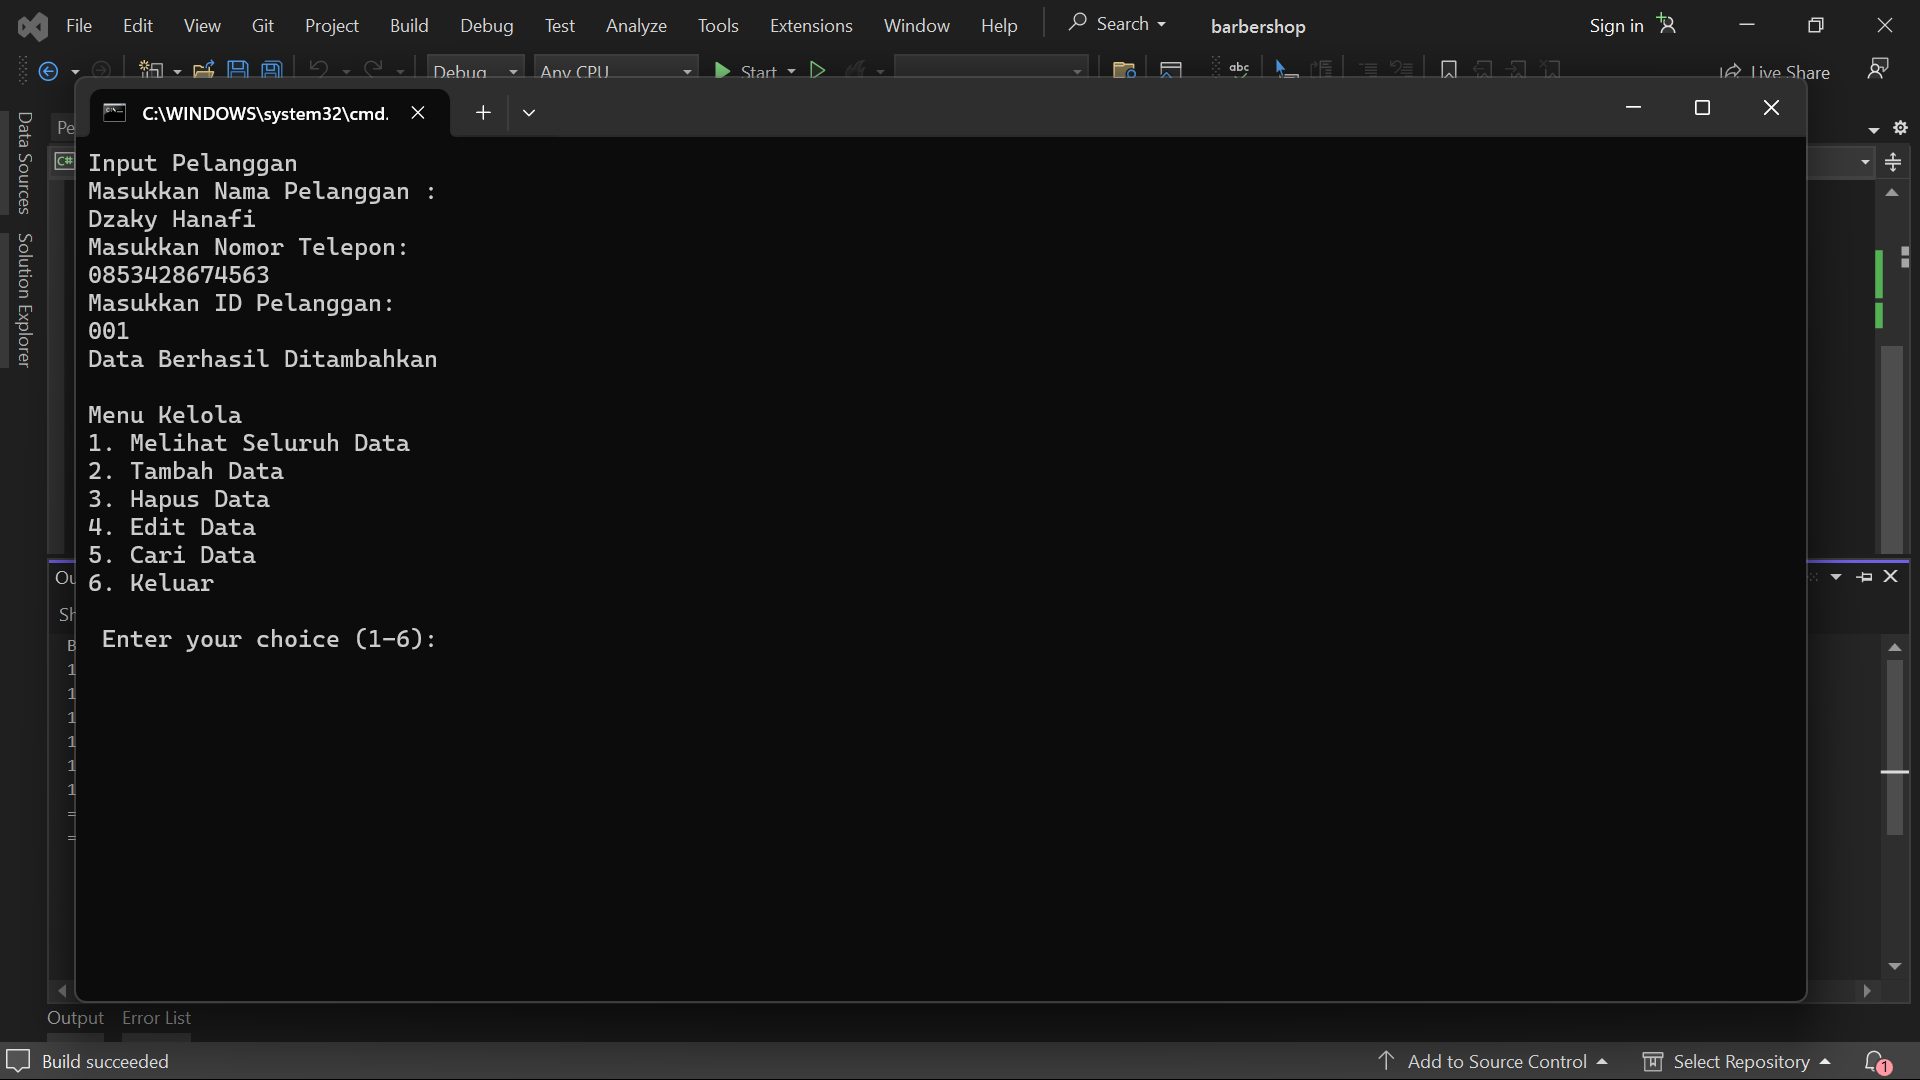 File Edit View Git Project Build Debug Test Analyze Tools Extensions Window Help Search barbershop Sign in
Debug Any CPU Start abc Live Share
C:\WINDOWS\system32\cmd.
Data Sources
Solution Explorer
C#
Input Pelanggan
Masukkan Nama Pelanggan :
Dzaky Hanafi
Masukkan Nomor Telepon:
0853428674563
Masukkan ID Pelanggan:
001
Data Berhasil Ditambahkan
Menu Kelola
1. Melihat Seluruh Data
2. Tambah Data
3. Hapus Data
4. Edit Data
5. Cari Data
6. Keluar
Enter your choice (1-6):
Output Error List
Build succeeded Add to Source Control Select Repository 1